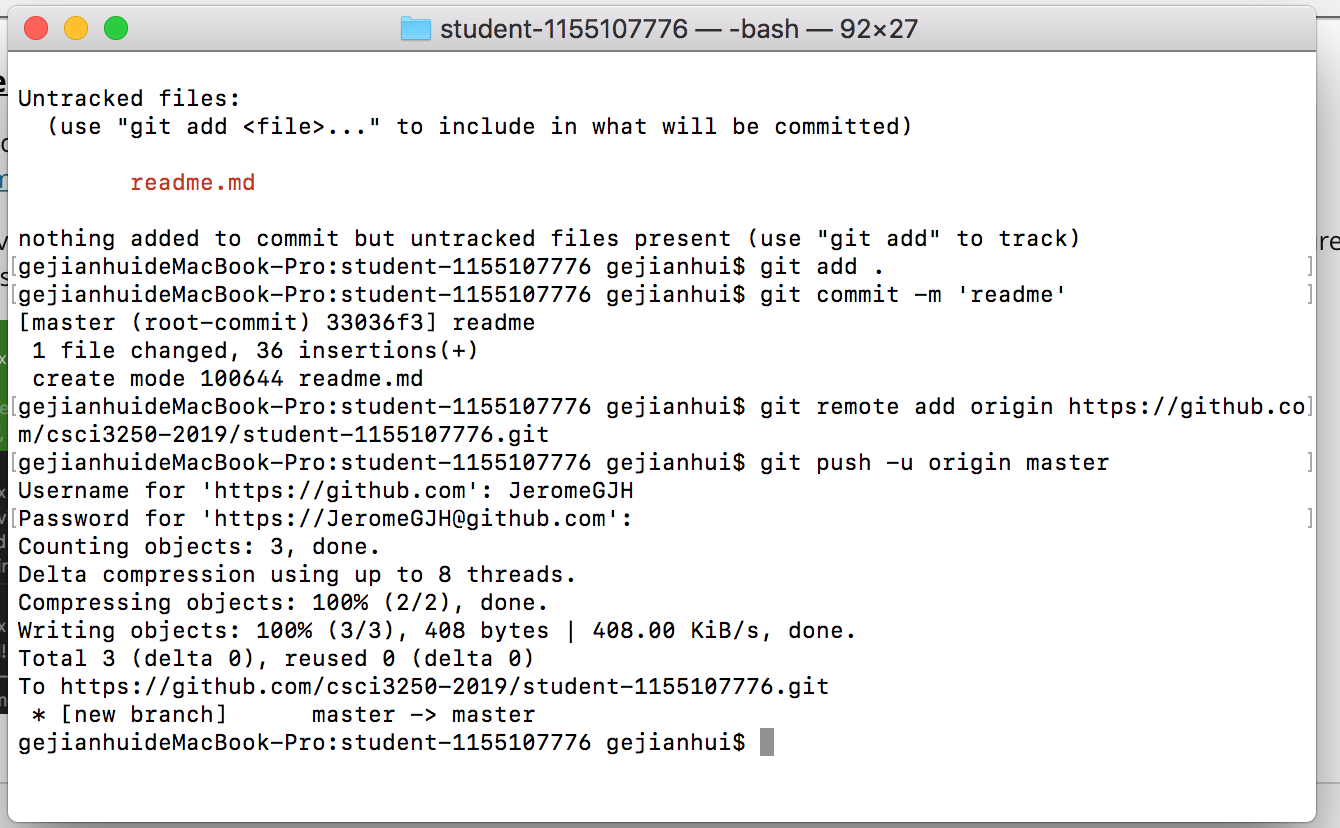 student-1155107776 — -bash — 92×27
Untracked files:
  (use "git add <file>..." to include in what will be committed)
        readme.md
nothing added to commit but untracked files present (use "git add" to track)
[gejianhuideMacBook-Pro:student-1155107776 gejianhui$ git add . ]
[gejianhuideMacBook-Pro:student-1155107776 gejianhui$ git commit -m 'readme' ]
[master (root-commit) 33036f3] readme
 1 file changed, 36 insertions(+)
 create mode 100644 readme.md
[gejianhuideMacBook-Pro:student-1155107776 gejianhui$ git remote add origin https://github.co]
m/csci3250-2019/student-1155107776.git
[gejianhuideMacBook-Pro:student-1155107776 gejianhui$ git push -u origin master ]
Username for 'https://github.com': JeromeGJH
[Password for 'https://JeromeGJH@github.com': ]
Counting objects: 3, done.
Delta compression using up to 8 threads.
Compressing objects: 100% (2/2), done.
Writing objects: 100% (3/3), 408 bytes | 408.00 KiB/s, done.
Total 3 (delta 0), reused 0 (delta 0)
To https://github.com/csci3250-2019/student-1155107776.git
 * [new branch]      master -> master
gejianhuideMacBook-Pro:student-1155107776 gejianhui$
re